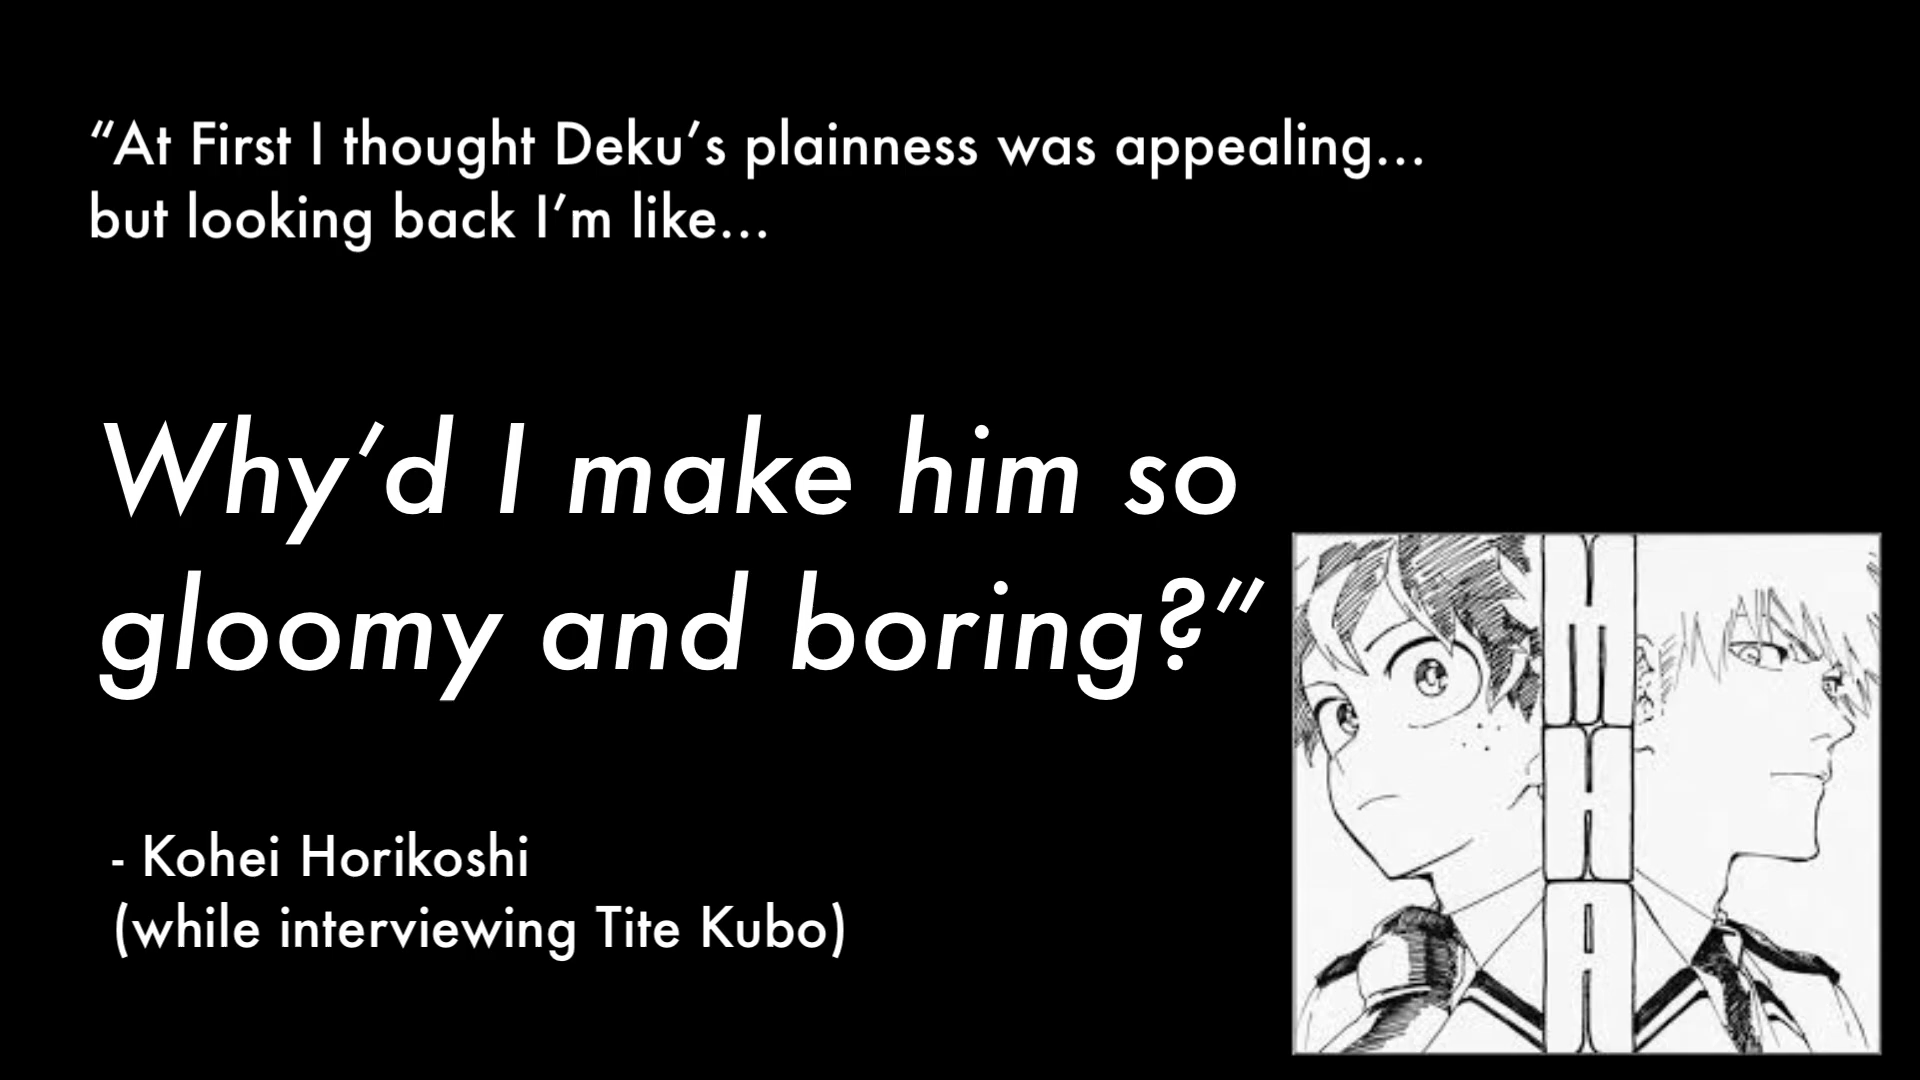 “At First I thought Deku’s plainness was appealing...
but looking back I’m like...
Why’d I make him so
gloomy and boring?”
- Kohei Horikoshi
(while interviewing Tite Kubo)